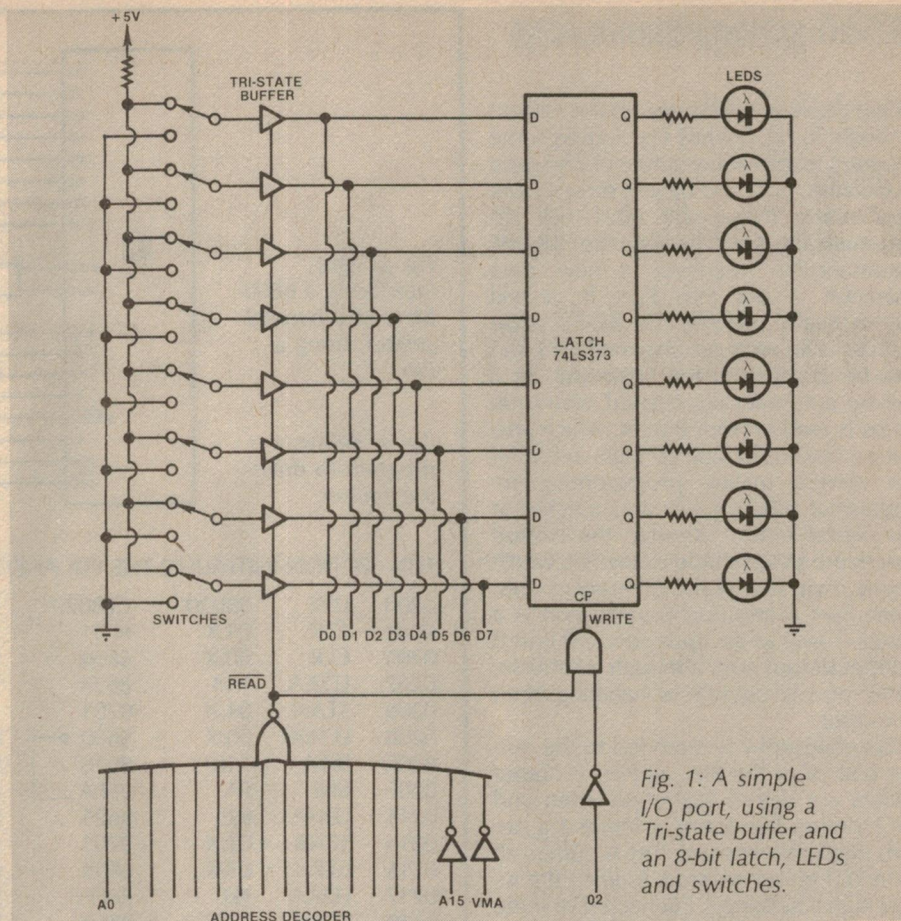 +5V
TRI-STATE
BUFFER
LEDS
λ
D
Q
λ
D
Q
λ
D
Q
λ
D
Q
LATCH
74LS373
λ
D
Q
λ
D
Q
λ
D
Q
λ
D
Q
CP
SWITCHES
D0 D1 D2 D3 D4 D5 D6 D7
WRITE
READ
Fig. 1: A simple
I/O port, using a
Tri-state buffer and
an 8-bit latch, LEDs
and switches.
A0
A15 VMA
02
ADDRESS DECODER